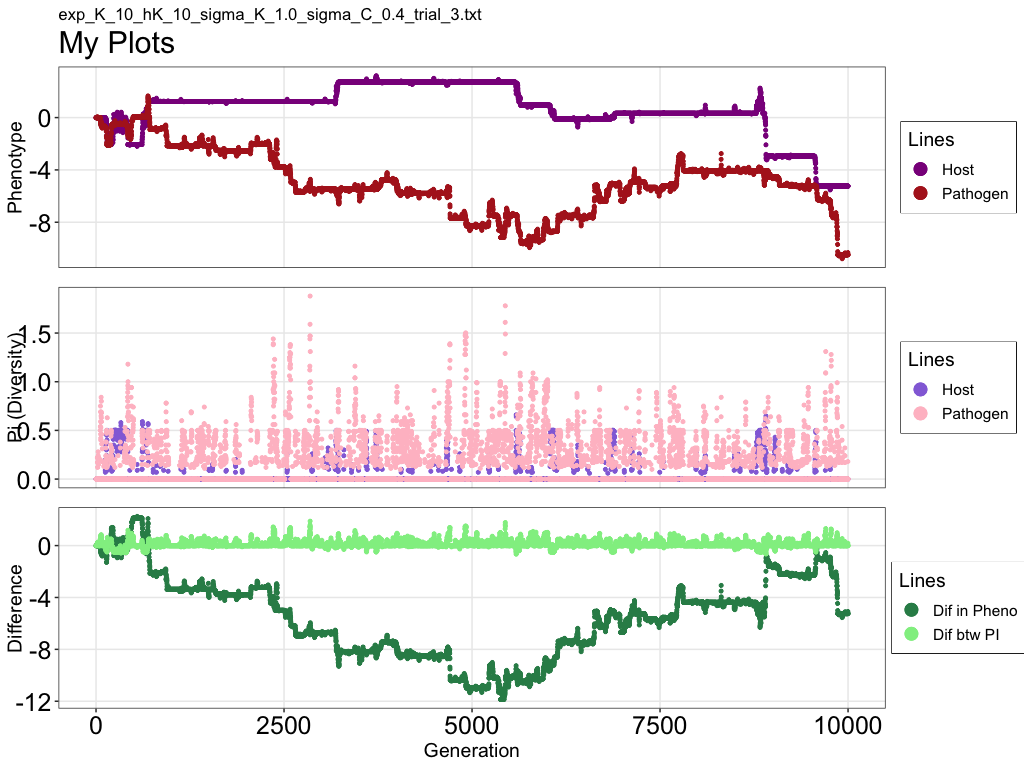 exp_K_10_hK_10_sigma_K_1.0_sigma_C_0.4_trial_3.txt
My Plots
Phenotype
0
-4
-8
Lines
Host
Pathogen
Pi (Diversity)
1.5
1.0
0.5
0.0
Lines
Host
Pathogen
Difference
0
-4
-8
-12
Lines
Dif in Pheno
Dif btw PI
0
2500
5000
7500
10000
Generation